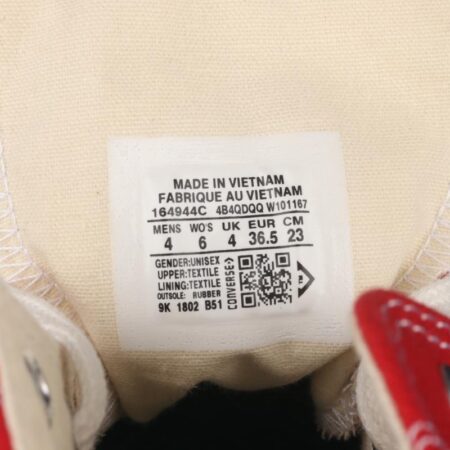 MADE IN VIETNAM
FABRIQUE AU VIETNAM
164944C 4B4QDQQ W101167
MENS WO'S UK EUR CM
4 6 4 36.5 23
GENDER:UNISEX
UPPER:TEXTILE
LINING:TEXTILE
OUTSOLE: RUBBER
9K 1802 B51
CONVERSE